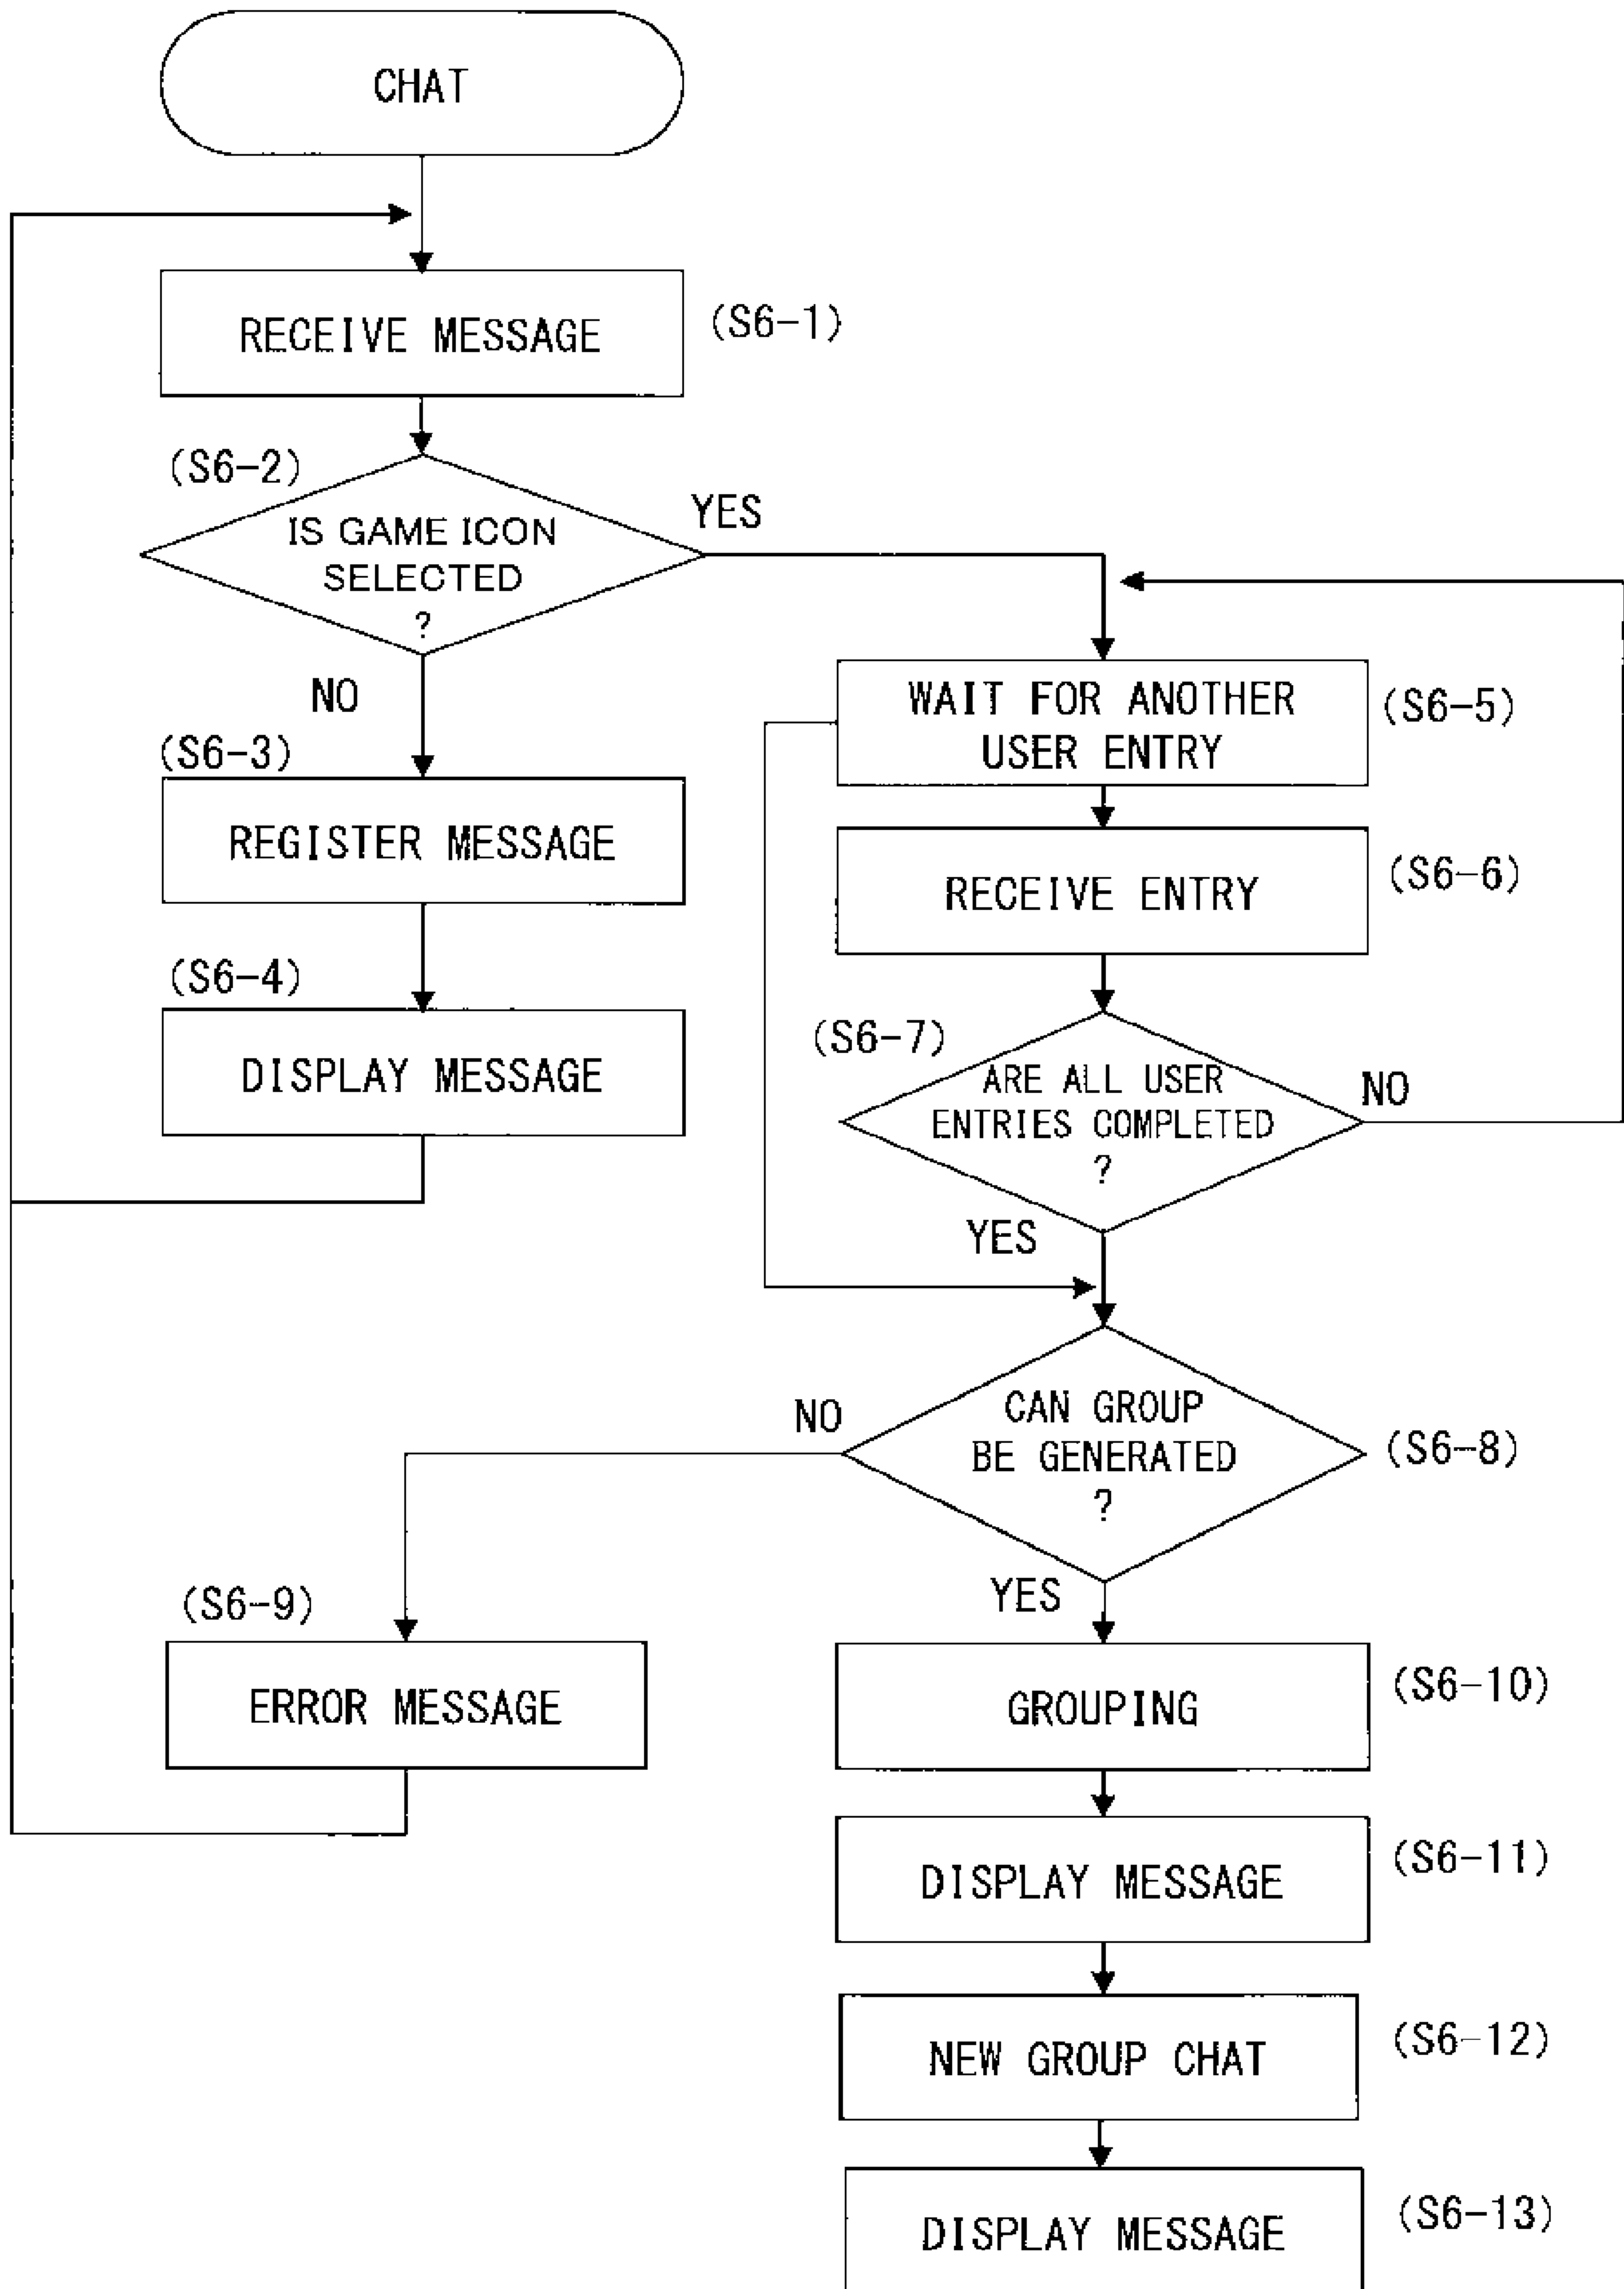 CHAT
RECEIVE MESSAGE
(S6-1)
(S6-2)
IS GAME ICON
SELECTED
?
YES
NO
(S6-3)
REGISTER MESSAGE
(S6-4)
DISPLAY MESSAGE
WAIT FOR ANOTHER
USER ENTRY
(S6-5)
RECEIVE ENTRY
(S6-6)
(S6-7)
ARE ALL USER
ENTRIES COMPLETED
?
NO
YES
CAN GROUP
BE GENERATED
?
(S6-8)
NO
YES
(S6-9)
ERROR MESSAGE
GROUPING
(S6-10)
DISPLAY MESSAGE
(S6-11)
NEW GROUP CHAT
(S6-12)
DISPLAY MESSAGE
(S6-13)